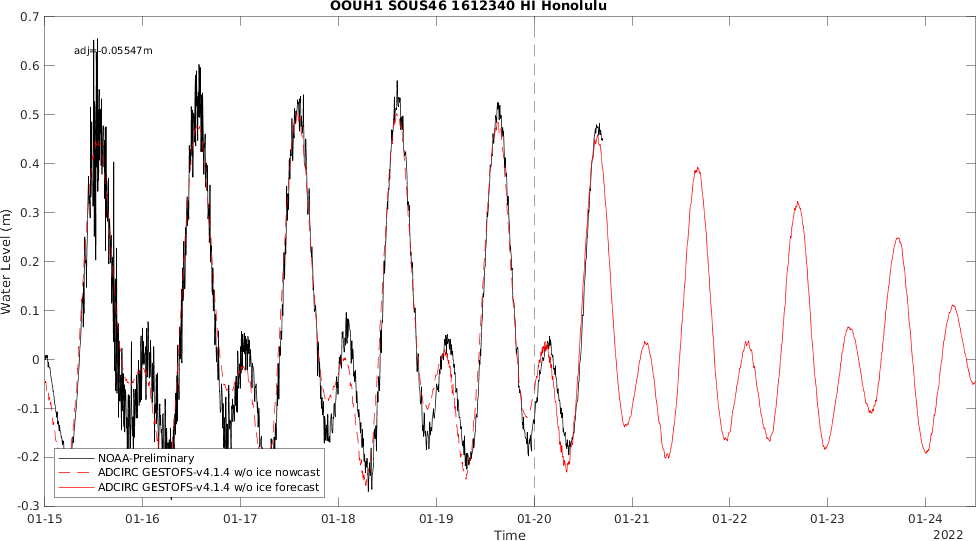 OOUH1 SOUS46 1612340 HI Honolulu
adj=-0.05547m
0.7
0.6
0.5
0.4
0.3
0.2
0.1
0
-0.1
-0.2
-0.3
Water Level (m)
NOAA-Preliminary
ADCIRC GESTOFS-v4.1.4 w/o ice nowcast
ADCIRC GESTOFS-v4.1.4 w/o ice forecast
01-15 01-16 01-17 01-18 01-19 01-20 01-21 01-22 01-23 01-24
Time
2022